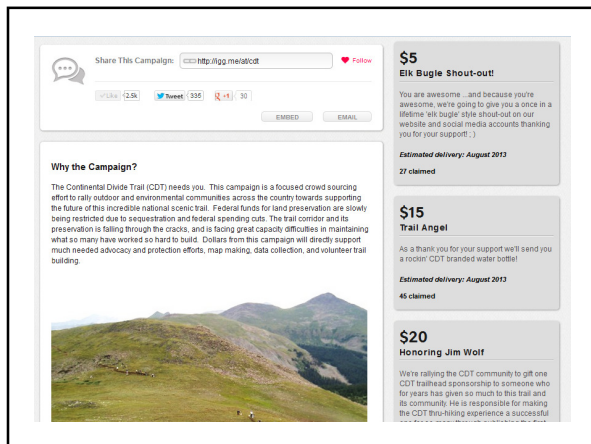 Share This Campaign:
http://igg.me/at/cdt
Follow
Like
2.5k
Tweet
335
+1
30
EMBED
EMAIL
Why the Campaign?
The Continental Divide Trail (CDT) needs you. This campaign is a focused crowd sourcing
effort to rally outdoor and environmental communities across the country towards supporting
the future of this incredible national scenic trail. Federal funds for land preservation are slowly
being restricted due to sequestration and federal spending cuts. The trail corridor and its
preservation is falling through the cracks, and is facing great capacity difficulties in maintaining
what so many have worked so hard to build. Dollars from this campaign will directly support
much needed advocacy and protection efforts, map making, data collection, and volunteer trail
building.
$5
Elk Bugle Shout-out!
You are awesome ...and because you're
awesome, we're going to give you a once in a
lifetime 'elk bugle' style shout-out on our
website and social media accounts thanking
you for your support! ; )
Estimated delivery: August 2013
27 claimed
$15
Trail Angel
As a thank you for your support we'll send you
a rockin' CDT branded water bottle!
Estimated delivery: August 2013
45 claimed
$20
Honoring Jim Wolf
We're rallying the CDT community to gift one
CDT trailhead sponsorship to someone who
for years has given so much to this trail and
its community. He is responsible for making
the CDT thru-hiking experience a successful